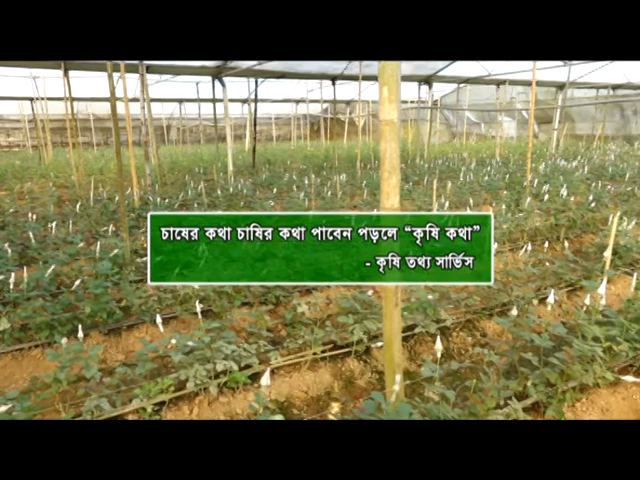 চাষের কথা চাষির কথা পাবেন পড়লে “কৃষি কথা”
- কৃষি তথ্য সার্ভিস